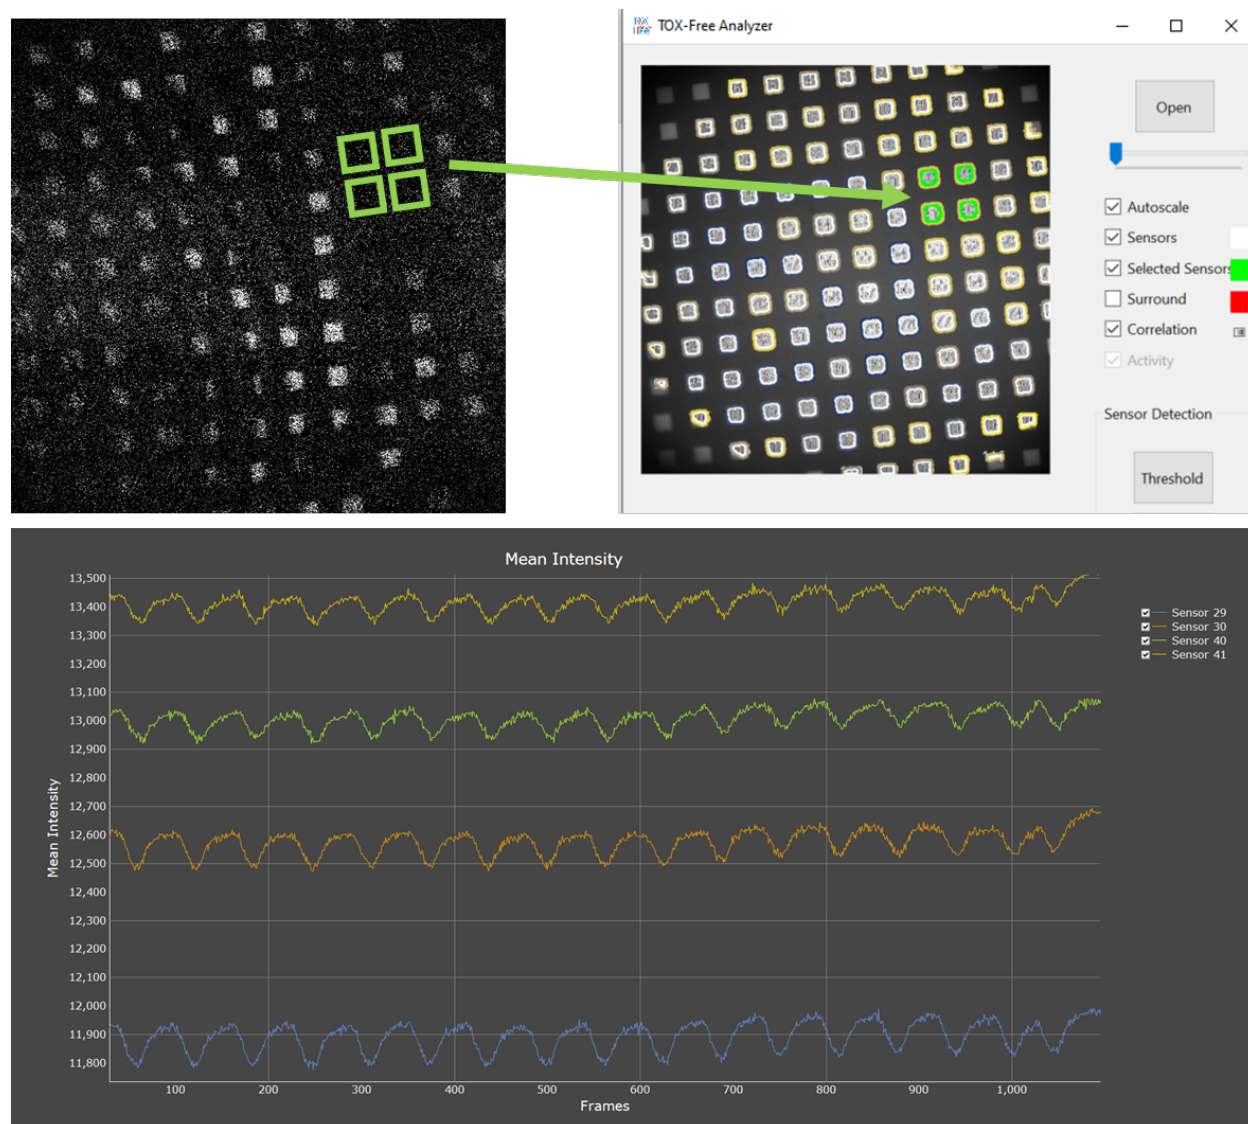 TOX-Free Analyzer
Open
Autoscale
Sensors
Selected Sensors
Surround
Correlation
Activity
Sensor Detection
Threshold
Mean Intensity
13,500
13,400
13,300
13,200
13,100
13,000
12,900
12,800
12,700
12,600
12,500
12,400
12,300
12,200
12,100
12,000
11,900
11,800
Mean Intensity
100 200 300 400 500 600 700 800 900 1,000
Frames
Sensor 29
Sensor 30
Sensor 40
Sensor 41